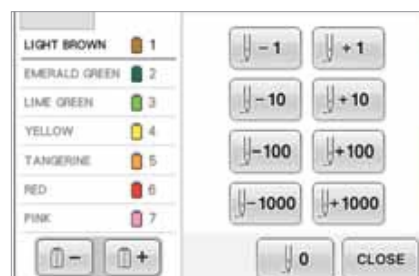 LIGHT BROWN 1
EMERALD GREEN 2
LIME GREEN 3
YELLOW 4
TANGERINE 5
RED 6
PINK 7
- +
-1 +1
-10 +10
-100 +100
-1000 +1000
0 CLOSE